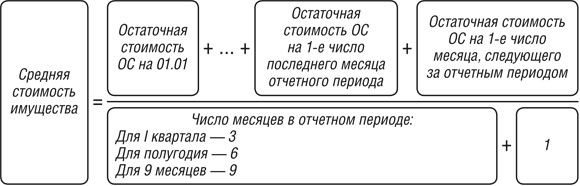 Средняя
стоимость
имущества
=
Остаточная
стоимость
ОС на 01.01
+ ... +
Остаточная
стоимость ОС
на 1-е число
последнего месяца
отчетного периода
+
Остаточная стоимость
ОС на 1-е число
месяца, следующего
за отчетным периодом
Число месяцев в отчетном периоде:
Для I квартала — 3
Для полугодия — 6
Для 9 месяцев — 9
+
1